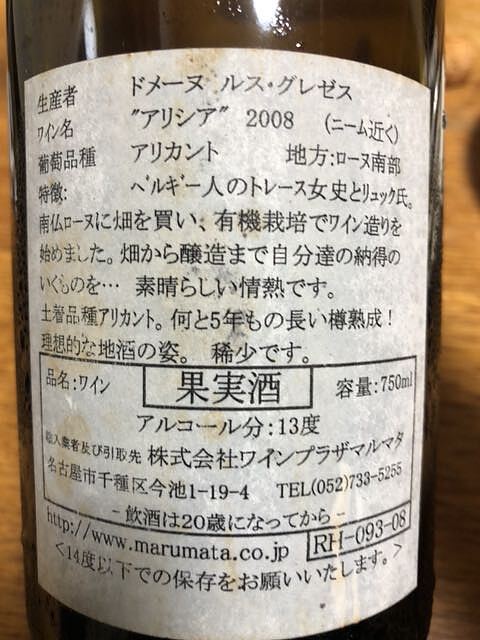 生産者 ドメーヌ ルス・グレゼス
ワイン名 "アリシア" 2008 (ニーム近く)
葡萄品種 アリカント 地方:ローヌ南部
特徴: ベルギー人のトレース女史とリュック氏。
南仏ローヌに畑を買い、有機栽培でワイン造りを
始めました。畑から醸造まで自分達の納得の
いくものを… 素晴らしい情熱です。
土着品種アリカント。何と5年もの長い樽熟成！
理想的な地酒の姿。 稀少です。
品名:ワイン 果実酒 容量:750ml
アルコール分:13度
輸入業者及び引取先 株式会社ワインプラザマルマタ
名古屋市千種区今池1-19-4 TEL(052)733-5255
- 飲酒は20歳になってから -
http://www.marumata.co.jp RH-093-08
<14度以下での保存をお願いいたします。>